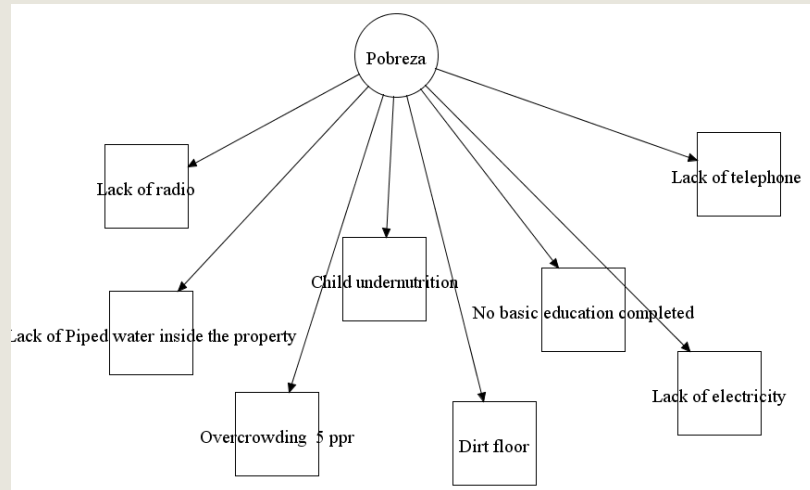 Pobreza
Lack of radio
Lack of telephone
Child undernutrition
No basic education completed
Lack of Piped water inside the property
Lack of electricity
Overcrowding 5 ppr
Dirt floor